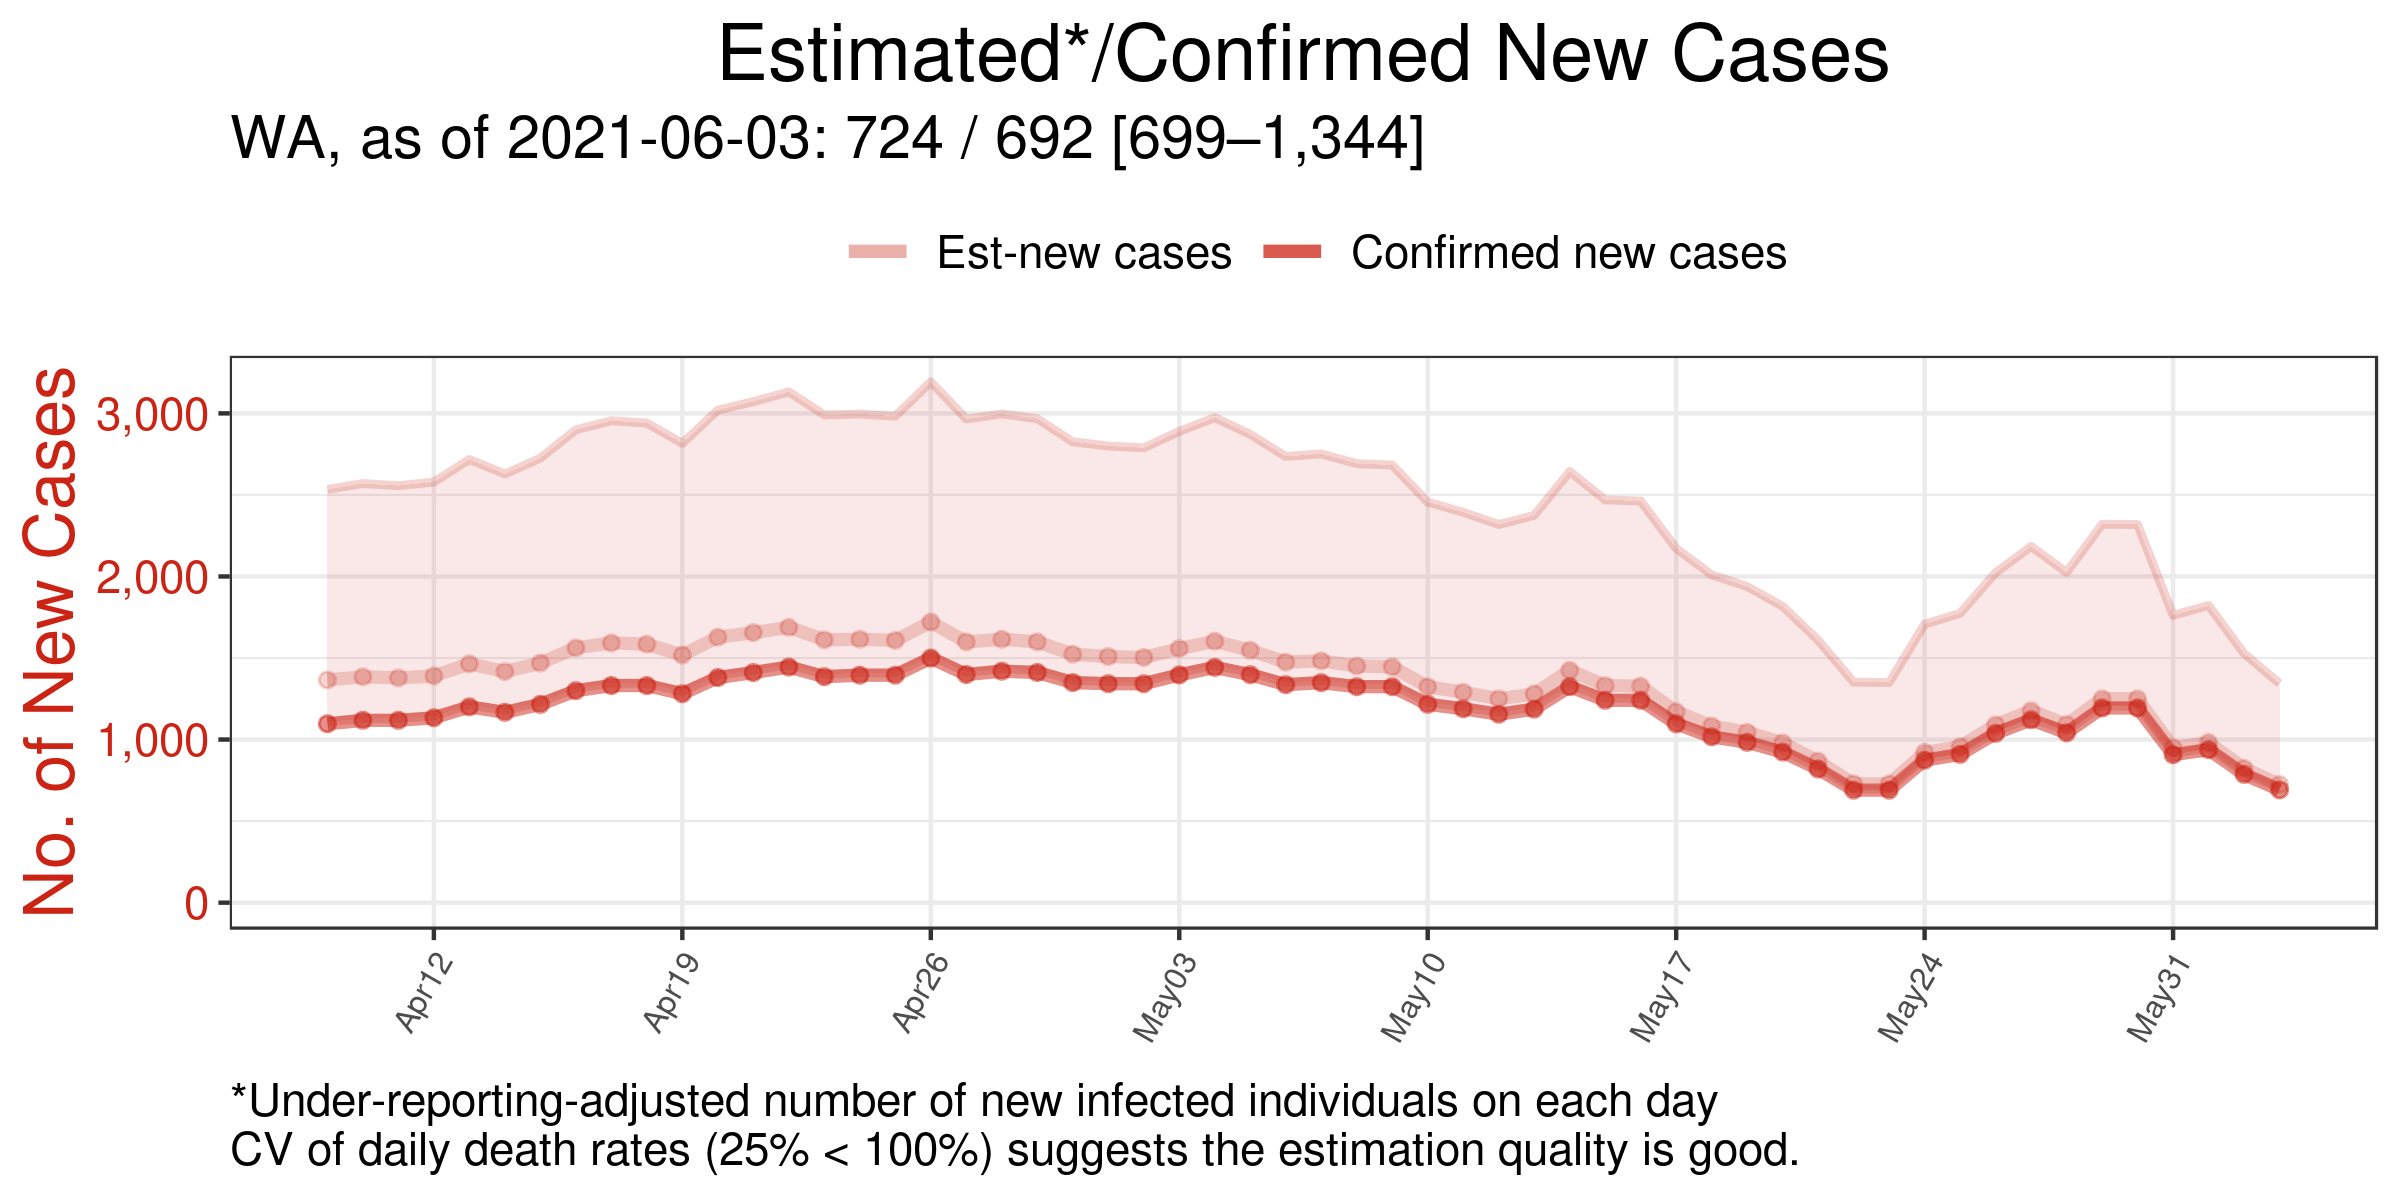 Estimated*/Confirmed New Cases
WA, as of 2021-06-03: 724 / 692 [699–1,344]
Est-new cases
Confirmed new cases
No. of New Cases
3,000
2,000
1,000
0
Apr12
Apr19
Apr26
May03
May10
May17
May24
May31
*Under-reporting-adjusted number of new infected individuals on each day
CV of daily death rates (25% < 100%) suggests the estimation quality is good.